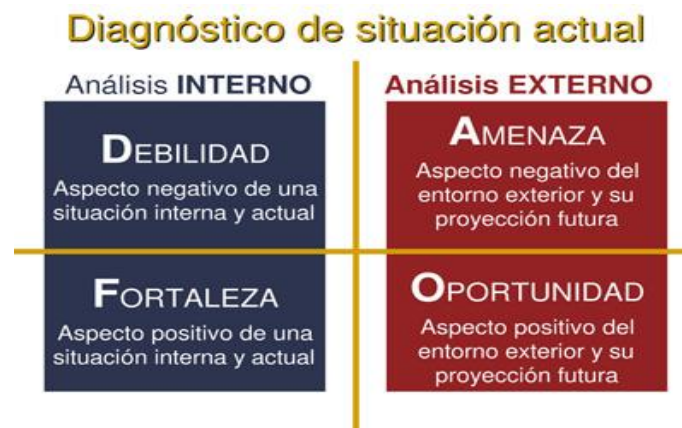 Diagnóstico de situación actual
Análisis INTERNO
DEBILIDAD
Aspecto negativo de una
situación interna y actual
FORTALEZA
Aspecto positivo de una
situación interna y actual
Análisis EXTERNO
AMENAZA
Aspecto negativo del
entorno exterior y su
proyección futura
OPORTUNIDAD
Aspecto positivo del
entorno exterior y su
proyección futura